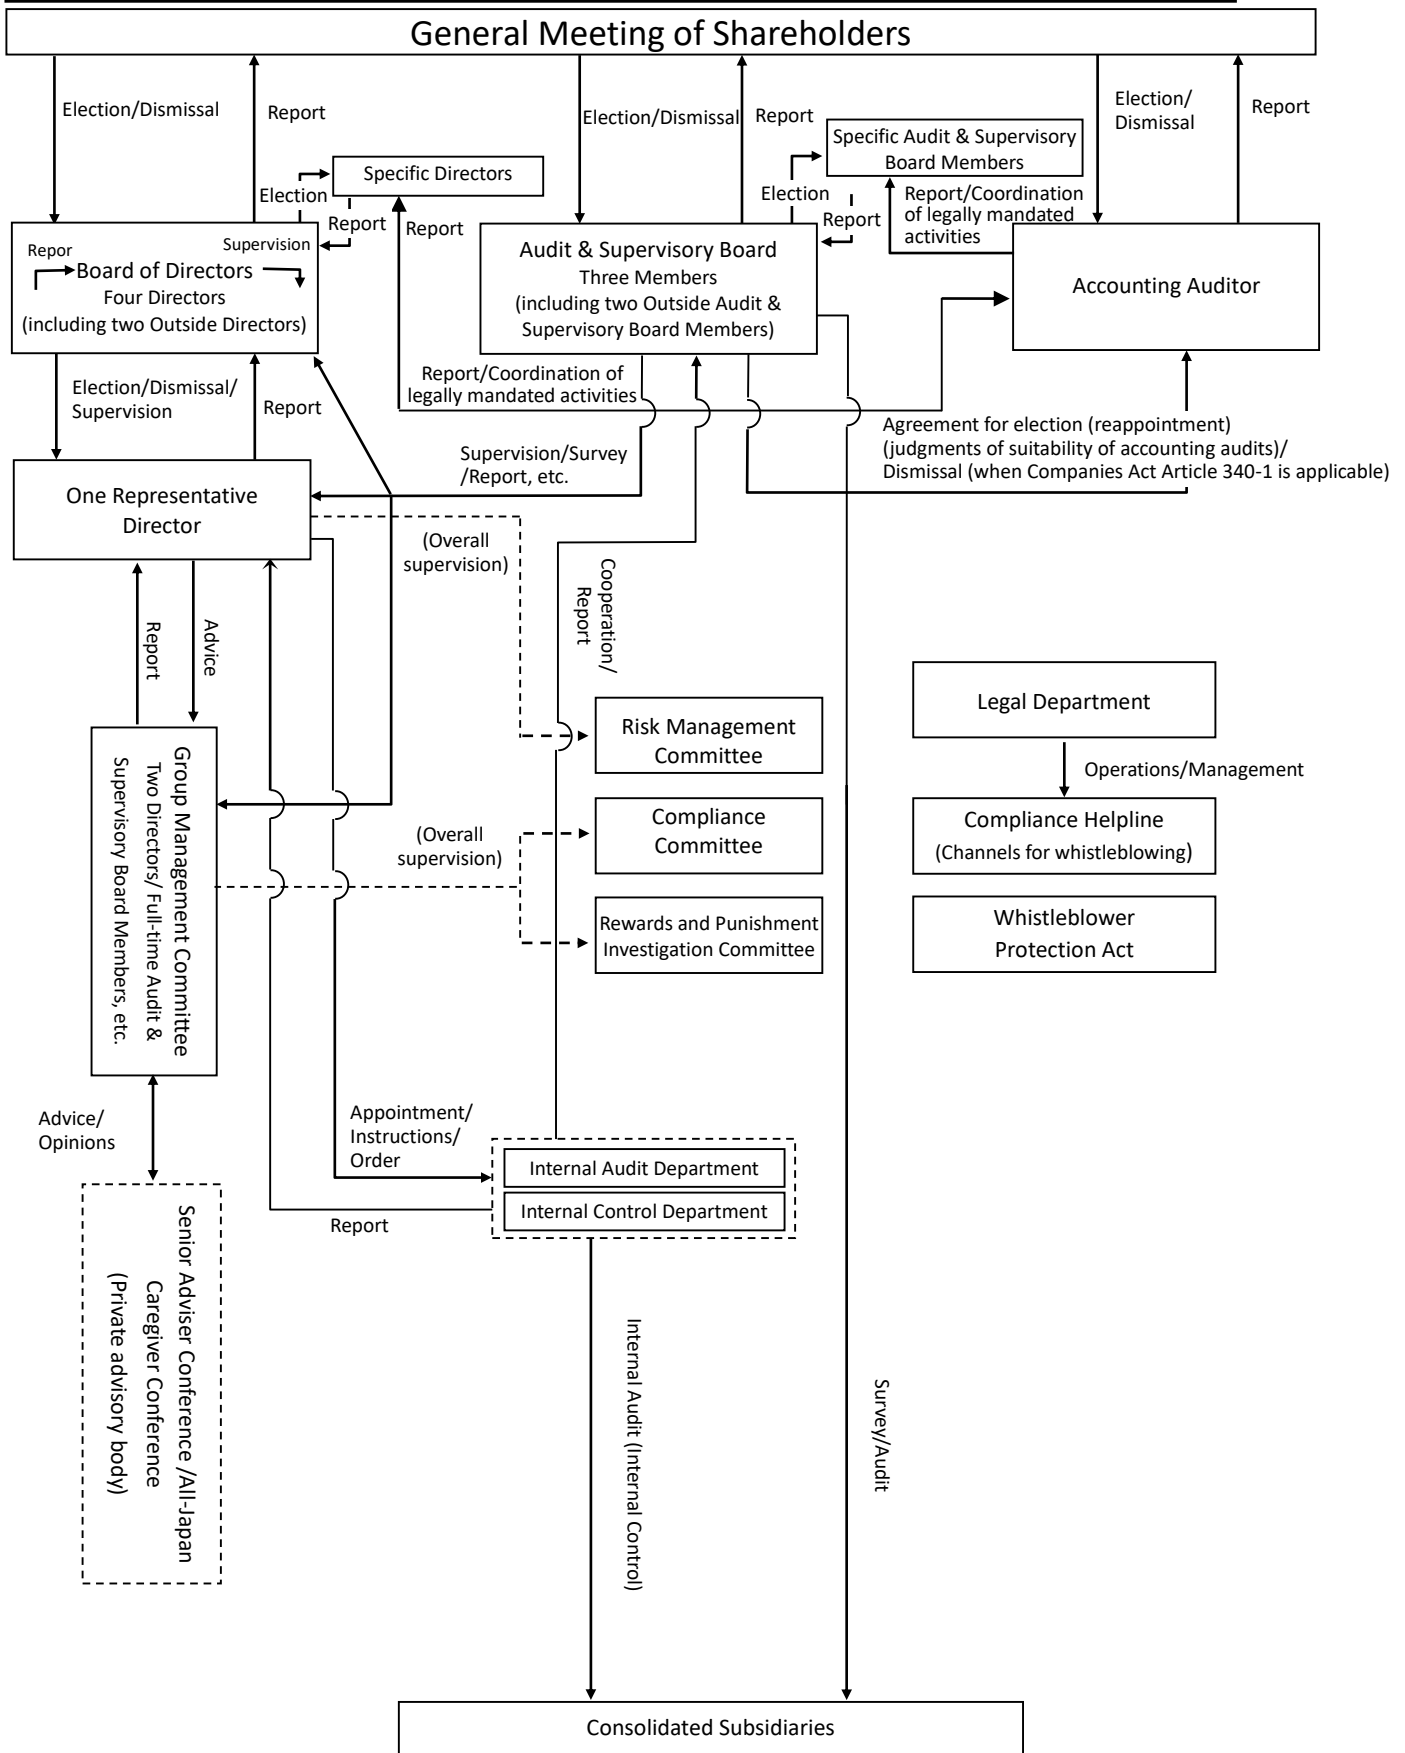 General Meeting of Shareholders
Election/Dismissal
Report
Election/Dismissal
Report
Election/
Dismissal
Report
Specific Directors
Election
Report
Report
Specific Audit & Supervisory
Board Members
Election
Report
Report/Coordination
of legally mandated
activities
Repor
Supervision
Board of Directors
Four Directors
(including two Outside Directors)
Audit & Supervisory Board
Three Members
(including two Outside Audit &
Supervisory Board Members)
Accounting Auditor
Election/Dismissal/
Supervision
Report
Report/Coordination of
legally mandated activities
Agreement for election (reappointment)
(judgments of suitability of accounting audits)/
Dismissal (when Companies Act Article 340-1 is applicable)
Supervision/Survey
/Report, etc.
One Representative
Director
(Overall
supervision)
Cooperation/
Report
Report
Advice
Risk Management
Committee
Legal Department
Operations/Management
Group Management Committee
Two Directors/ Full-time Audit &
Supervisory Board Members, etc.
(Overall
supervision)
Compliance
Committee
Compliance Helpline
(Channels for whistleblowing)
Rewards and Punishment
Investigation Committee
Whistleblower
Protection Act
Advice/
Opinions
Appointment/
Instructions/
Order
Internal Audit Department
Internal Control Department
Report
Senior Adviser Conference /All-Japan
Caregiver Conference
(Private advisory body)
Internal Audit (Internal Control)
Survey/Audit
Consolidated Subsidiaries